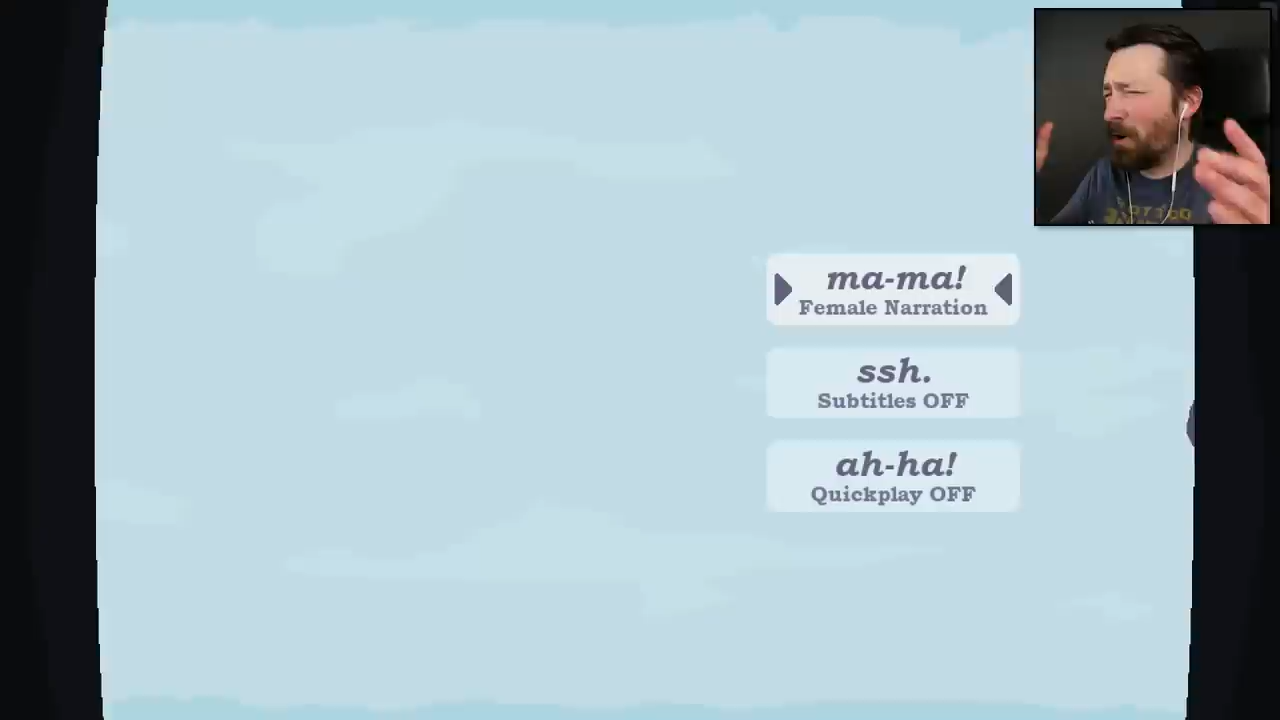 ma-ma!
Female Narration
ssh.
Subtitles OFF
ah-ha!
Quickplay OFF